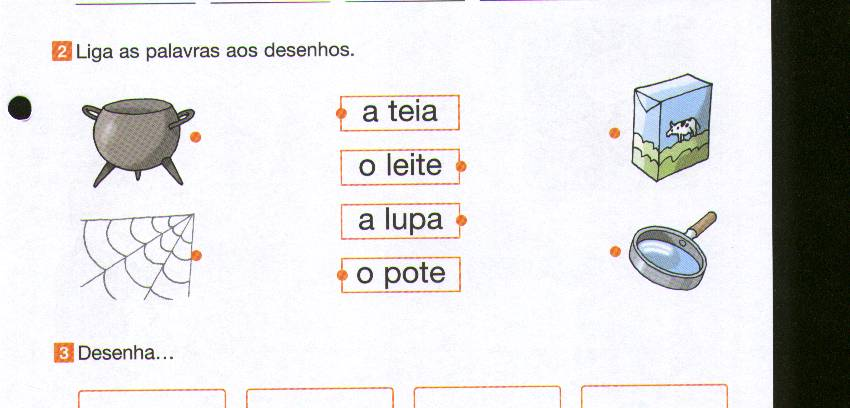 2 Liga as palavras aos desenhos.
a teia
o leite
a lupa
o pote
3 Desenha...